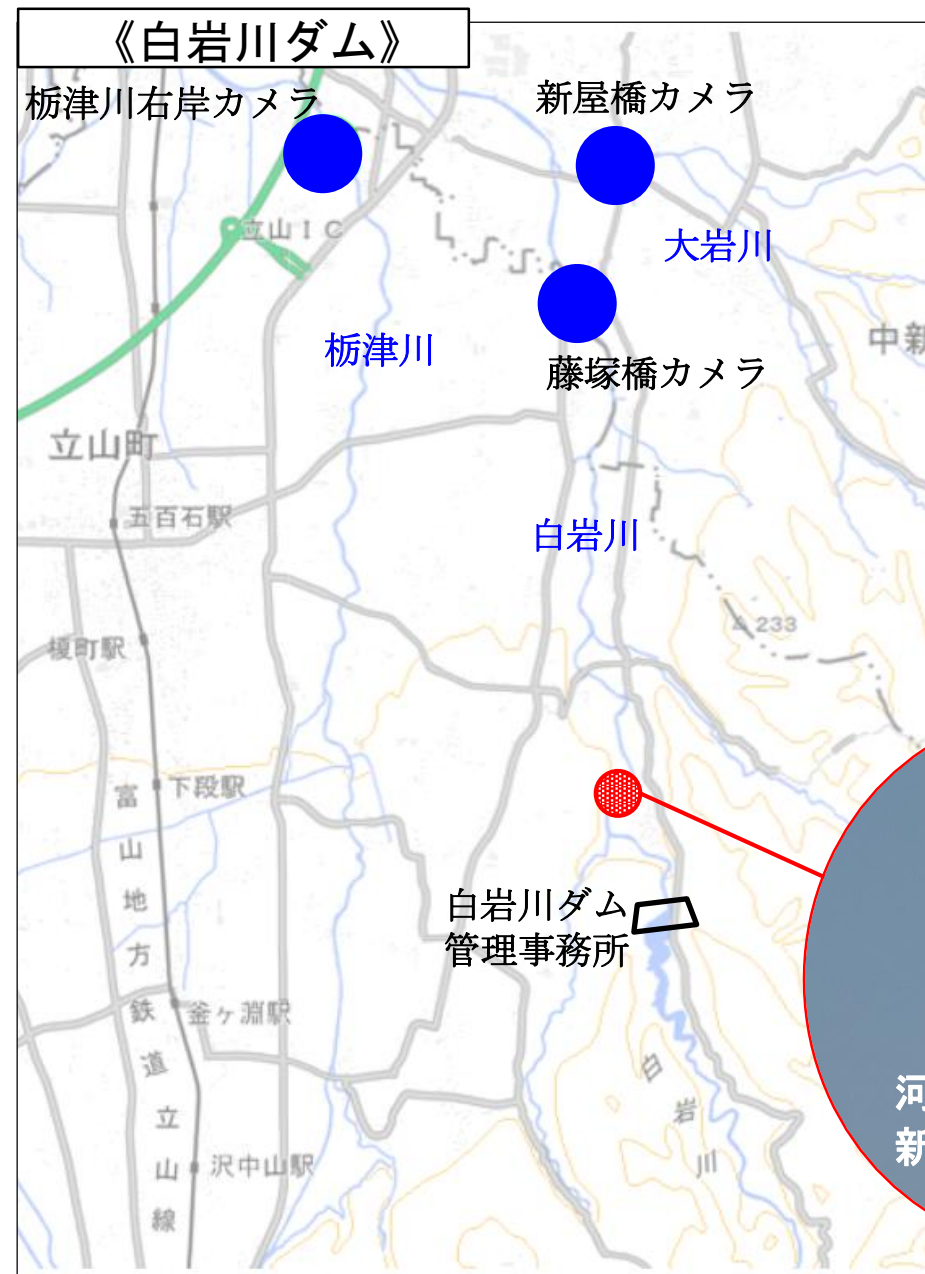 《白岩川ダム》
栃津川右岸カメラ
新屋橋カメラ
立山IC
大岩川
栃津川
中新
藤塚橋カメラ
立山町
五百石駅
白岩川
233
榎町駅
下段駅
富山地方鉄道立山線
白岩川ダム
管理事務所
釜ヶ淵駅
白岩川
沢中山駅
河
新